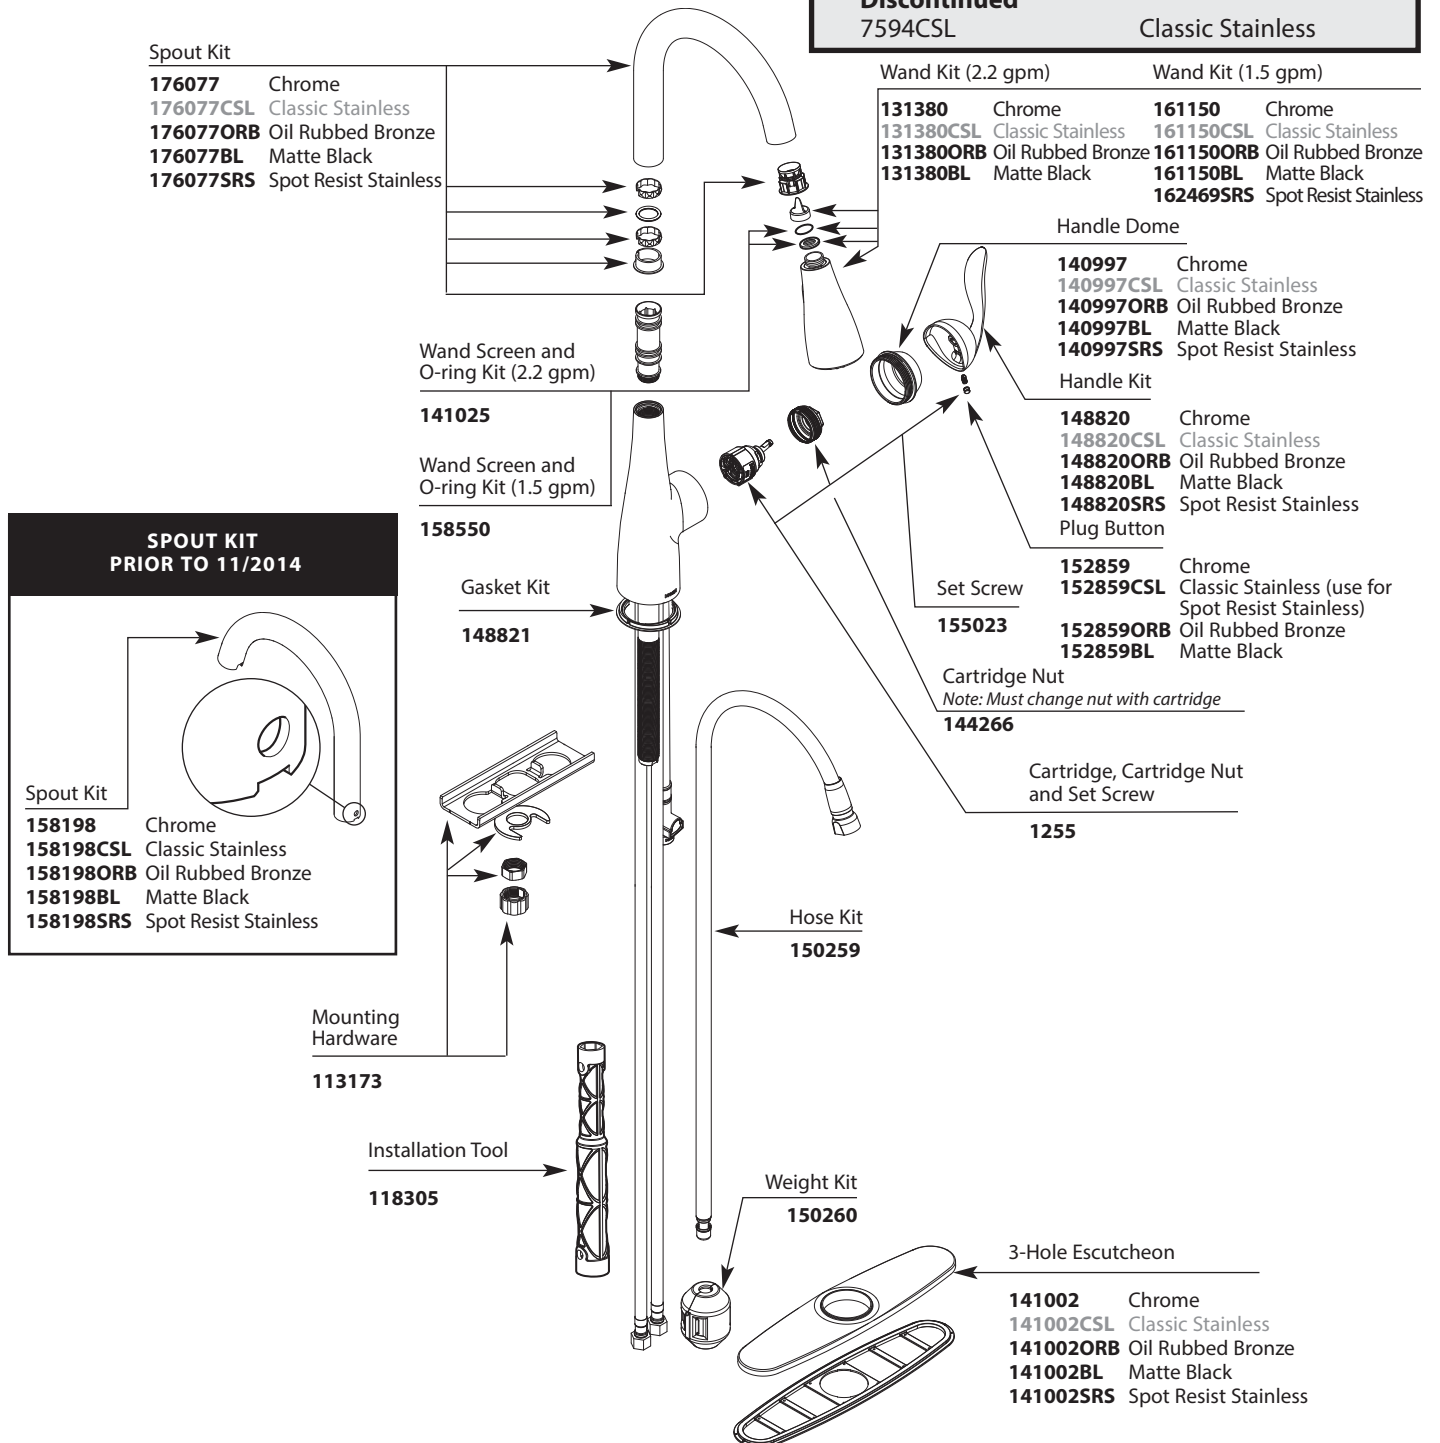 Discontinued
7594CSL Classic Stainless
Spout Kit
176077 Chrome
176077CSL Classic Stainless
176077ORB Oil Rubbed Bronze
176077BL Matte Black
176077SRS Spot Resist Stainless
Wand Kit (2.2 gpm)
131380 Chrome
131380CSL Classic Stainless
131380ORB Oil Rubbed Bronze
131380BL Matte Black
Wand Kit (1.5 gpm)
161150 Chrome
161150CSL Classic Stainless
161150ORB Oil Rubbed Bronze
161150BL Matte Black
162469SRS Spot Resist Stainless
Handle Dome
140997 Chrome
140997CSL Classic Stainless
140997ORB Oil Rubbed Bronze
140997BL Matte Black
140997SRS Spot Resist Stainless
Wand Screen and
O-ring Kit (2.2 gpm)
141025
Wand Screen and
O-ring Kit (1.5 gpm)
158550
Handle Kit
148820 Chrome
148820CSL Classic Stainless
148820ORB Oil Rubbed Bronze
148820BL Matte Black
148820SRS Spot Resist Stainless
Plug Button
152859 Chrome
152859CSL Classic Stainless (use for
Spot Resist Stainless)
152859ORB Oil Rubbed Bronze
152859BL Matte Black
SPOUT KIT
PRIOR TO 11/2014
Spout Kit
158198 Chrome
158198CSL Classic Stainless
158198ORB Oil Rubbed Bronze
158198BL Matte Black
158198SRS Spot Resist Stainless
Gasket Kit
148821
Set Screw
155023
Cartridge Nut
Note: Must change nut with cartridge
144266
Cartridge, Cartridge Nut
and Set Screw
1255
Hose Kit
150259
Mounting
Hardware
113173
Installation Tool
118305
Weight Kit
150260
3-Hole Escutcheon
141002 Chrome
141002CSL Classic Stainless
141002ORB Oil Rubbed Bronze
141002BL Matte Black
141002SRS Spot Resist Stainless